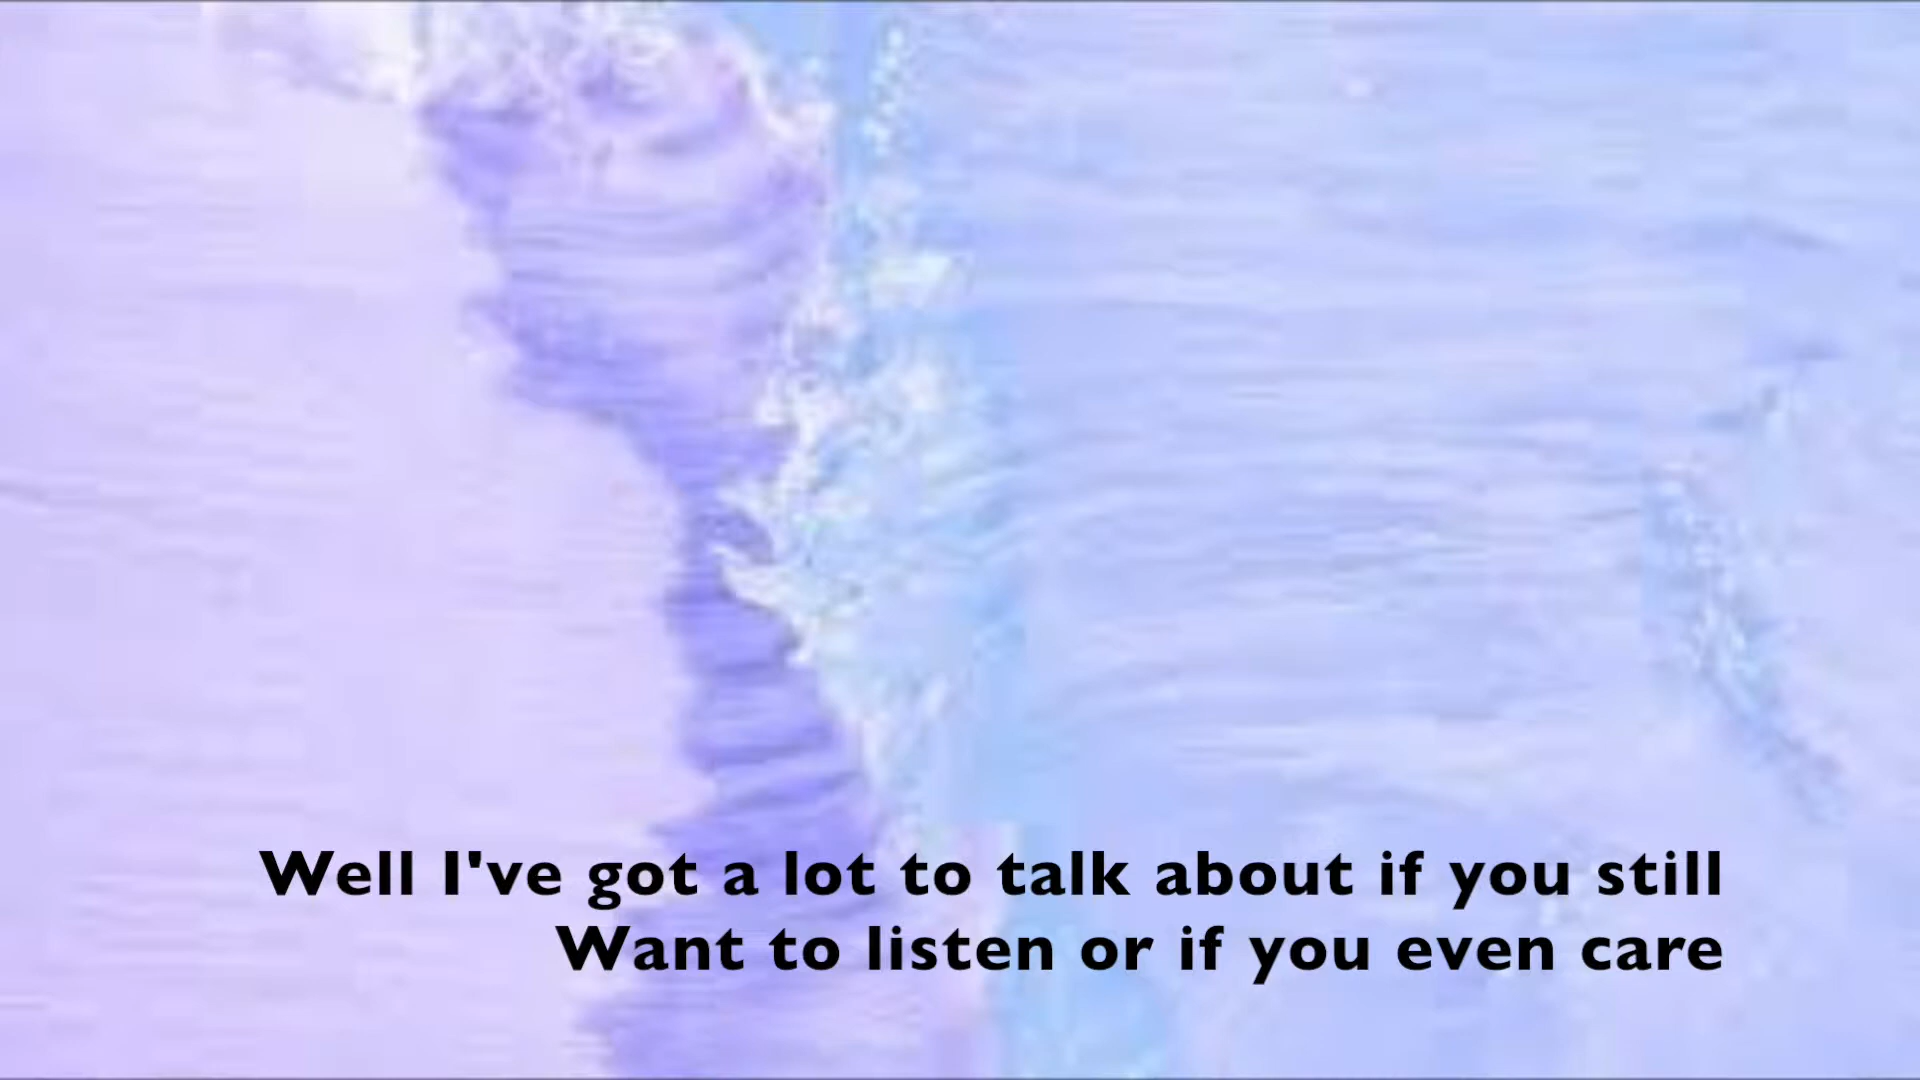 Well I've got a lot to talk about if you still
Want to listen or if you even care